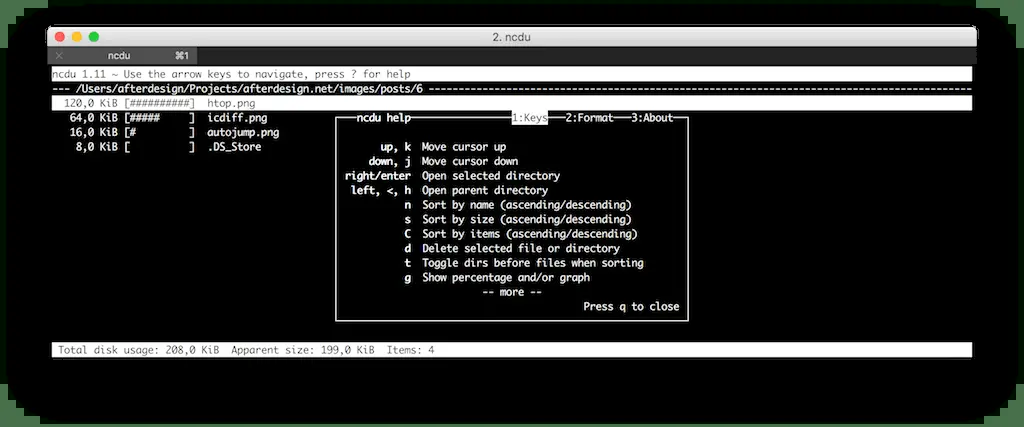 2. ncdu
× ncdu ⌘1
ncdu 1.11 ~ Use the arrow keys to navigate, press ? for help
--- /Users/afterdesign/Projects/afterdesign.net/images/posts/6 ---
120,0 KiB [##########] htop.png
64,0 KiB [#####     ] icdiff.png
16,0 KiB [#         ] autojump.png
8,0 KiB [          ] .DS_Store
ncdu help 1:Keys 2:Format 3:About
up, k Move cursor up
down, j Move cursor down
right/enter Open selected directory
left, <, h Open parent directory
n Sort by name (ascending/descending)
s Sort by size (ascending/descending)
C Sort by items (ascending/descending)
d Delete selected file or directory
t Toggle dirs before files when sorting
g Show percentage and/or graph
-- more --
Press q to close
Total disk usage: 208,0 KiB Apparent size: 199,0 KiB Items: 4